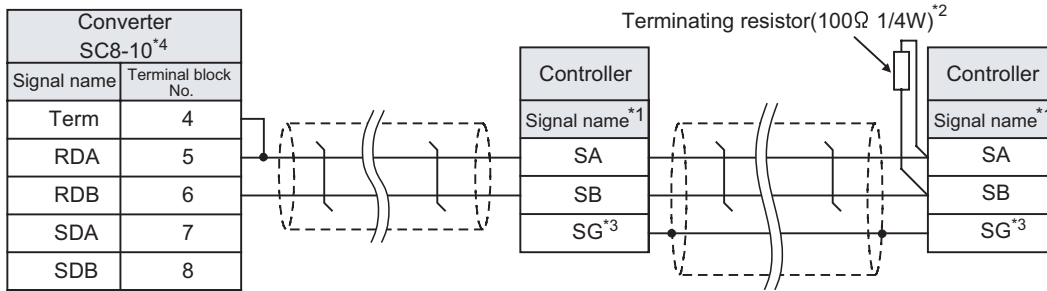 Terminating resistor(100Ω 1/4W)*2
Converter
SC8-10*4
Signal name
Terminal block
No.
Term
4
RDA
5
RDB
6
SDA
7
SDB
8
Controller
Signal name*1
SA
SB
SG*3
Controller
Signal name*1
SA
SB
SG*3